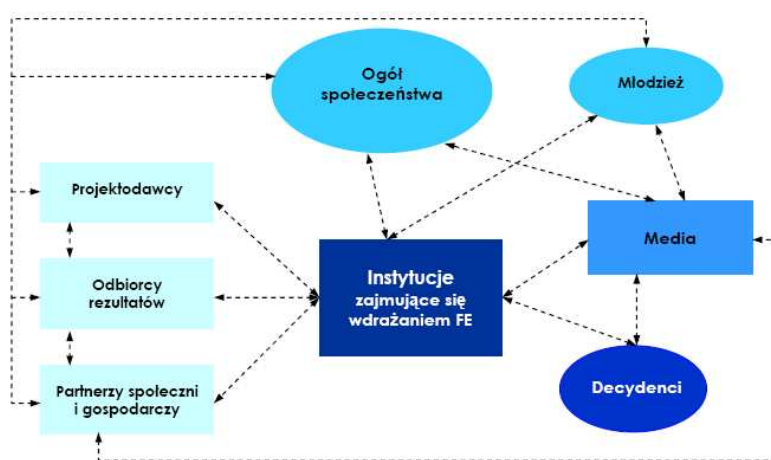 Ogół
społeczeństwa
Młodzież
Projektodawcy
Media
Odbiorcy
rezultatów
Instytucje
zajmujące się
wdrażaniem FE
Partnerzy społeczni
i gospodarczy
Decydenci